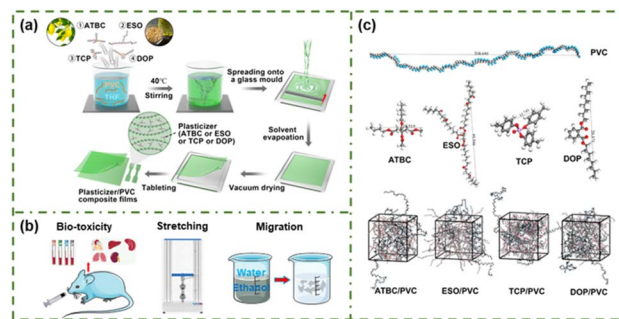 (a)
①ATBC ②ESO
③TCP ④DOP
THF
40℃
Stirring
Spreading onto
a glass mould
Solvent
evapoation
Vacuum drying
Tableting
Plasticizer
(ATBC or ESO
or TCP or DOP)
Plasticizer/PVC
composite films
(b)
Bio-toxicity
Stretching
Migration
Water
Ethanol
(c)
PVC
ATBC
ESO
TCP
DOP
ATBC/PVC
ESO/PVC
TCP/PVC
DOP/PVC